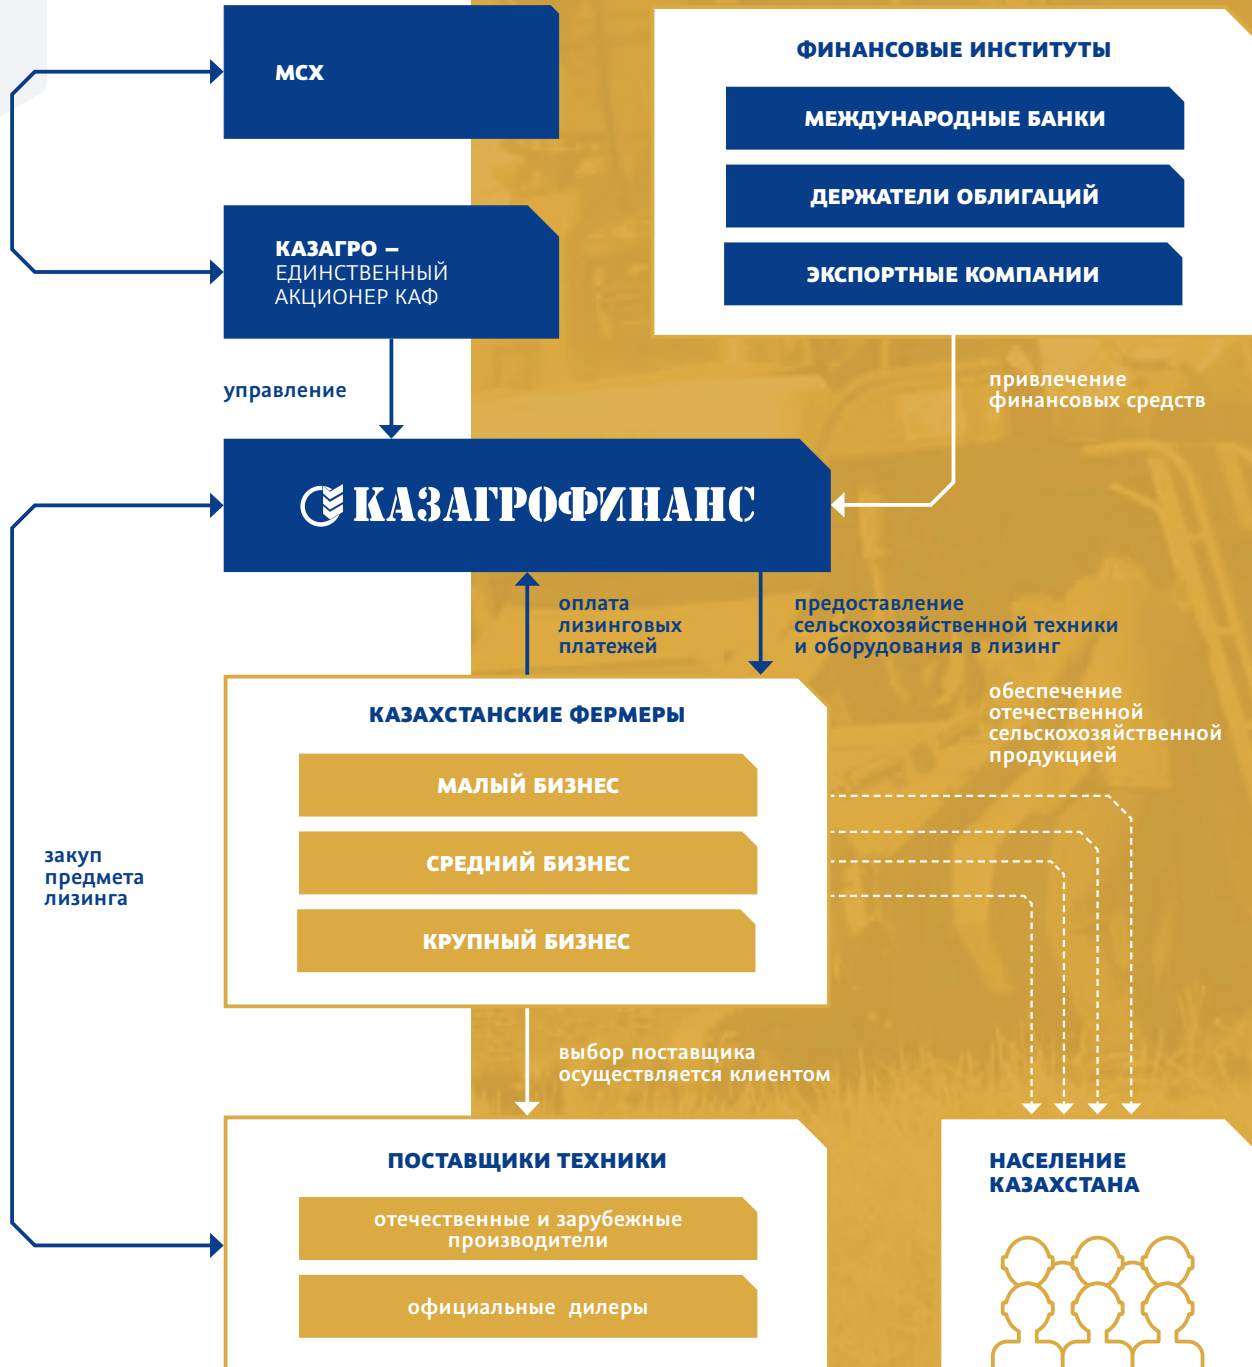 МСХ
ФИНАНСОВЫЕ ИНСТИТУТЫ
МЕЖДУНАРОДНЫЕ БАНКИ
ДЕРЖАТЕЛИ ОБЛИГАЦИЙ
ЭКСПОРТНЫЕ КОМПАНИИ
КАЗАГРО –
ЕДИНСТВЕННЫЙ
АКЦИОНЕР КАФ
управление
привлечение
финансовых средств
КАЗАГРОФИНАНС
оплата
лизинговых
платежей
предоставление
сельскохозяйственной техники
и оборудования в лизинг
КАЗАХСТАНСКИЕ ФЕРМЕРЫ
МАЛЫЙ БИЗНЕС
СРЕДНИЙ БИЗНЕС
КРУПНЫЙ БИЗНЕС
обеспечение
отечественной
сельскохозяйственной
продукцией
закуп
предмета
лизинга
выбор поставщика
осуществляется клиентом
ПОСТАВЩИКИ ТЕХНИКИ
отечественные и зарубежные
производители
официальные дилеры
НАСЕЛЕНИЕ
КАЗАХСТАНА